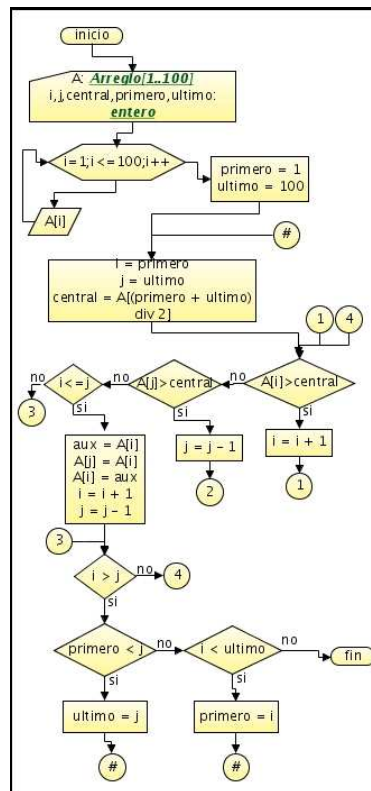 inicio
A: Arreglo[1..100]
i,j,central,primero,ultimo:
entero
i=1;i<=100;i++
primero = 1
ultimo = 100
A[i]
#
i = primero
j = ultimo
central = A[(primero + ultimo)
div 2]
1
4
i<=j
no
A[j]>central
no
A[i]>central
no
3
si
si
si
aux = A[i]
A[j] = A[i]
A[i] = aux
i = i + 1
j = j - 1
j = j - 1
i = i + 1
2
1
3
i > j
no
4
si
primero < j
no
i < ultimo
no
fin
si
si
ultimo = j
primero = i
#
#